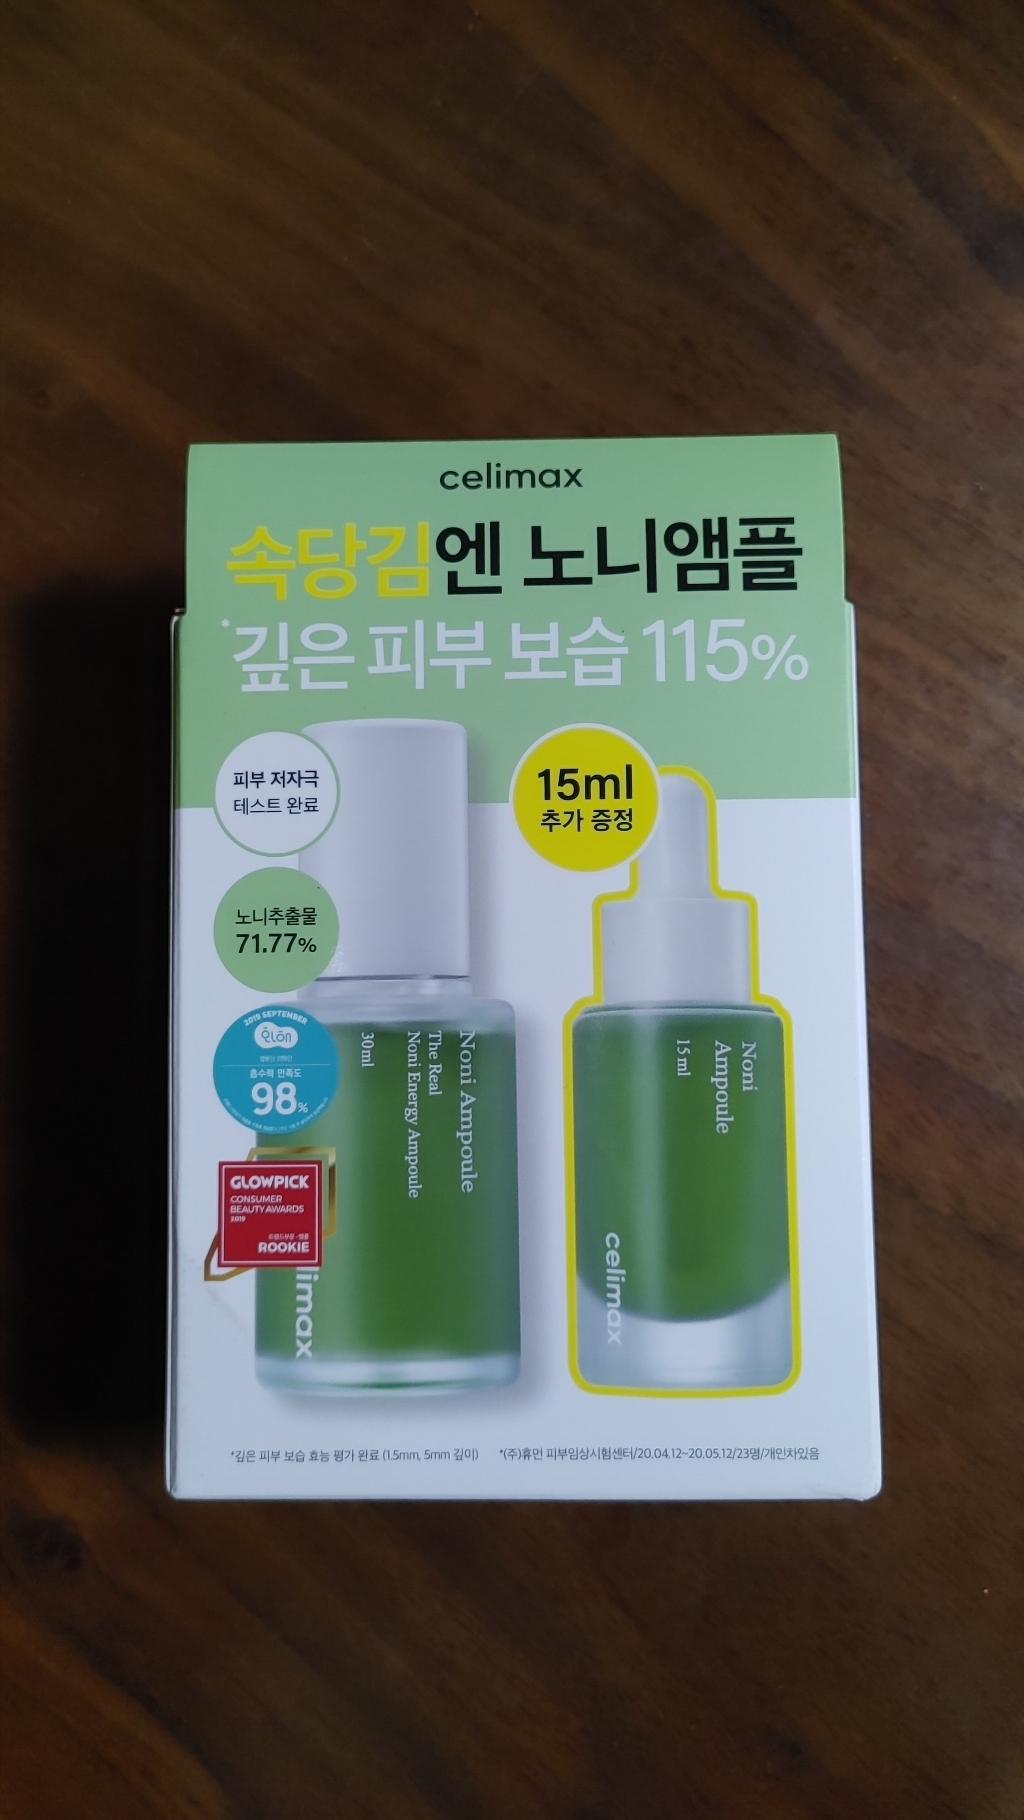 celimax
속당김엔 노니앰플
*깊은 피부 보습 115%
피부 저자극
테스트 완료
15ml
추가 증정
노니추출물
71.77%
2019 SEPTEMBER
흡수력 만족도
98%
GLOWPICK
CONSUMER
BEAUTY AWARDS
2019
ROOKIE
Noni Ampoule
The Real
Noni Energy Ampoule
30ml
celimax
Noni
Ampoule
15 ml
celimax
*깊은 피부 보습 효능 평가 완료 (1.5mm, 5mm 깊이)
*(주)휴먼 피부임상시험센터/20.04.12~20.05.12/23명/개인차있음